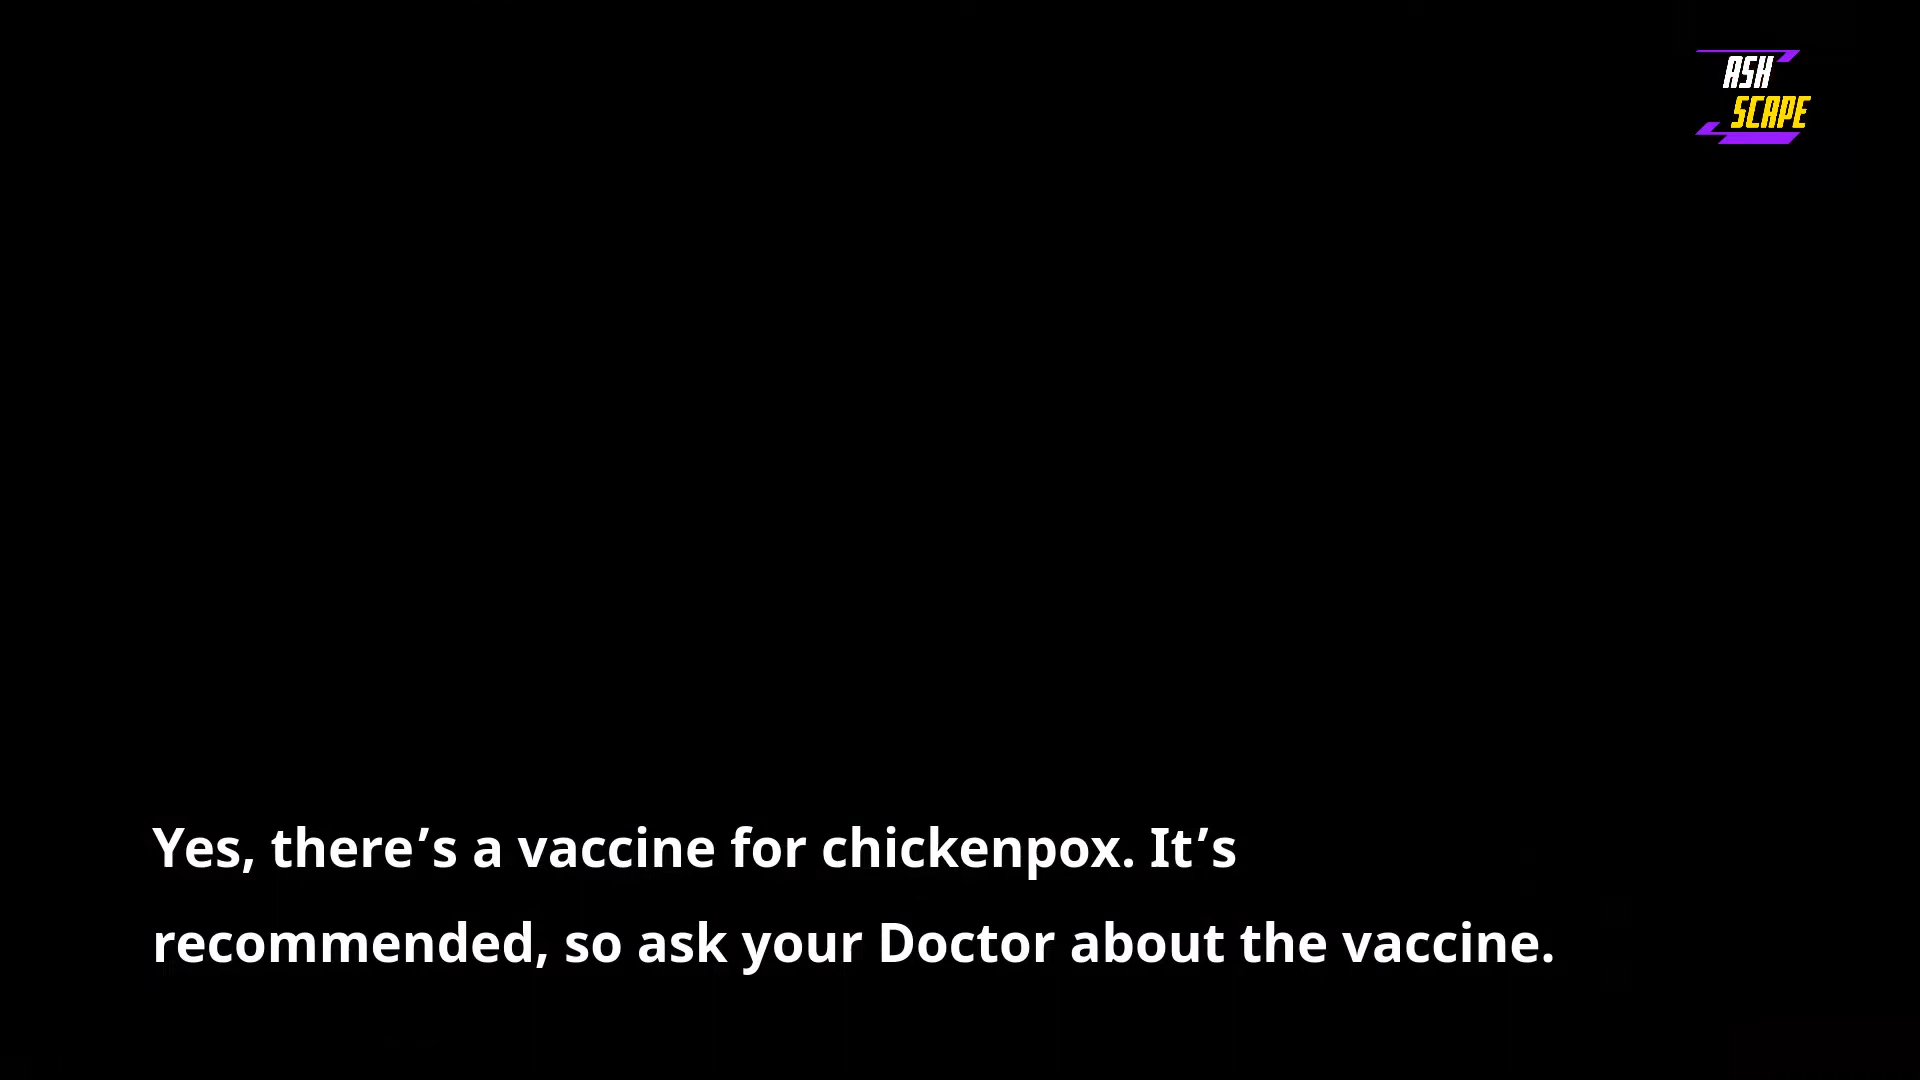 ASH
SCAPE
Yes, there’s a vaccine for chickenpox. It’s
recommended, so ask your Doctor about the vaccine.